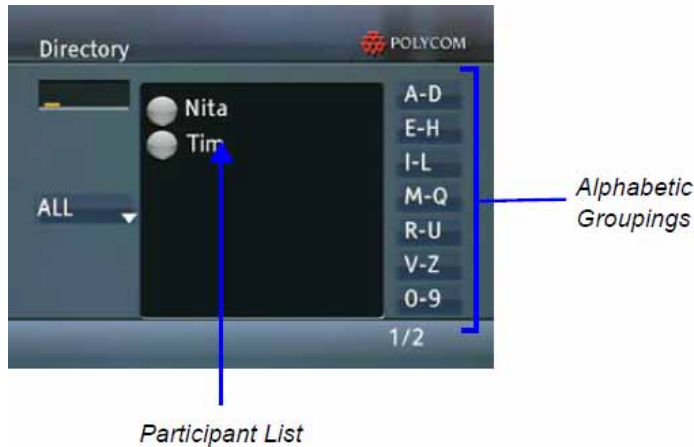 Directory
POLYCOM
Nita
Tim
ALL
A-D
E-H
I-L
M-Q
R-U
V-Z
0-9
1/2
Alphabetic
Groupings
Participant List